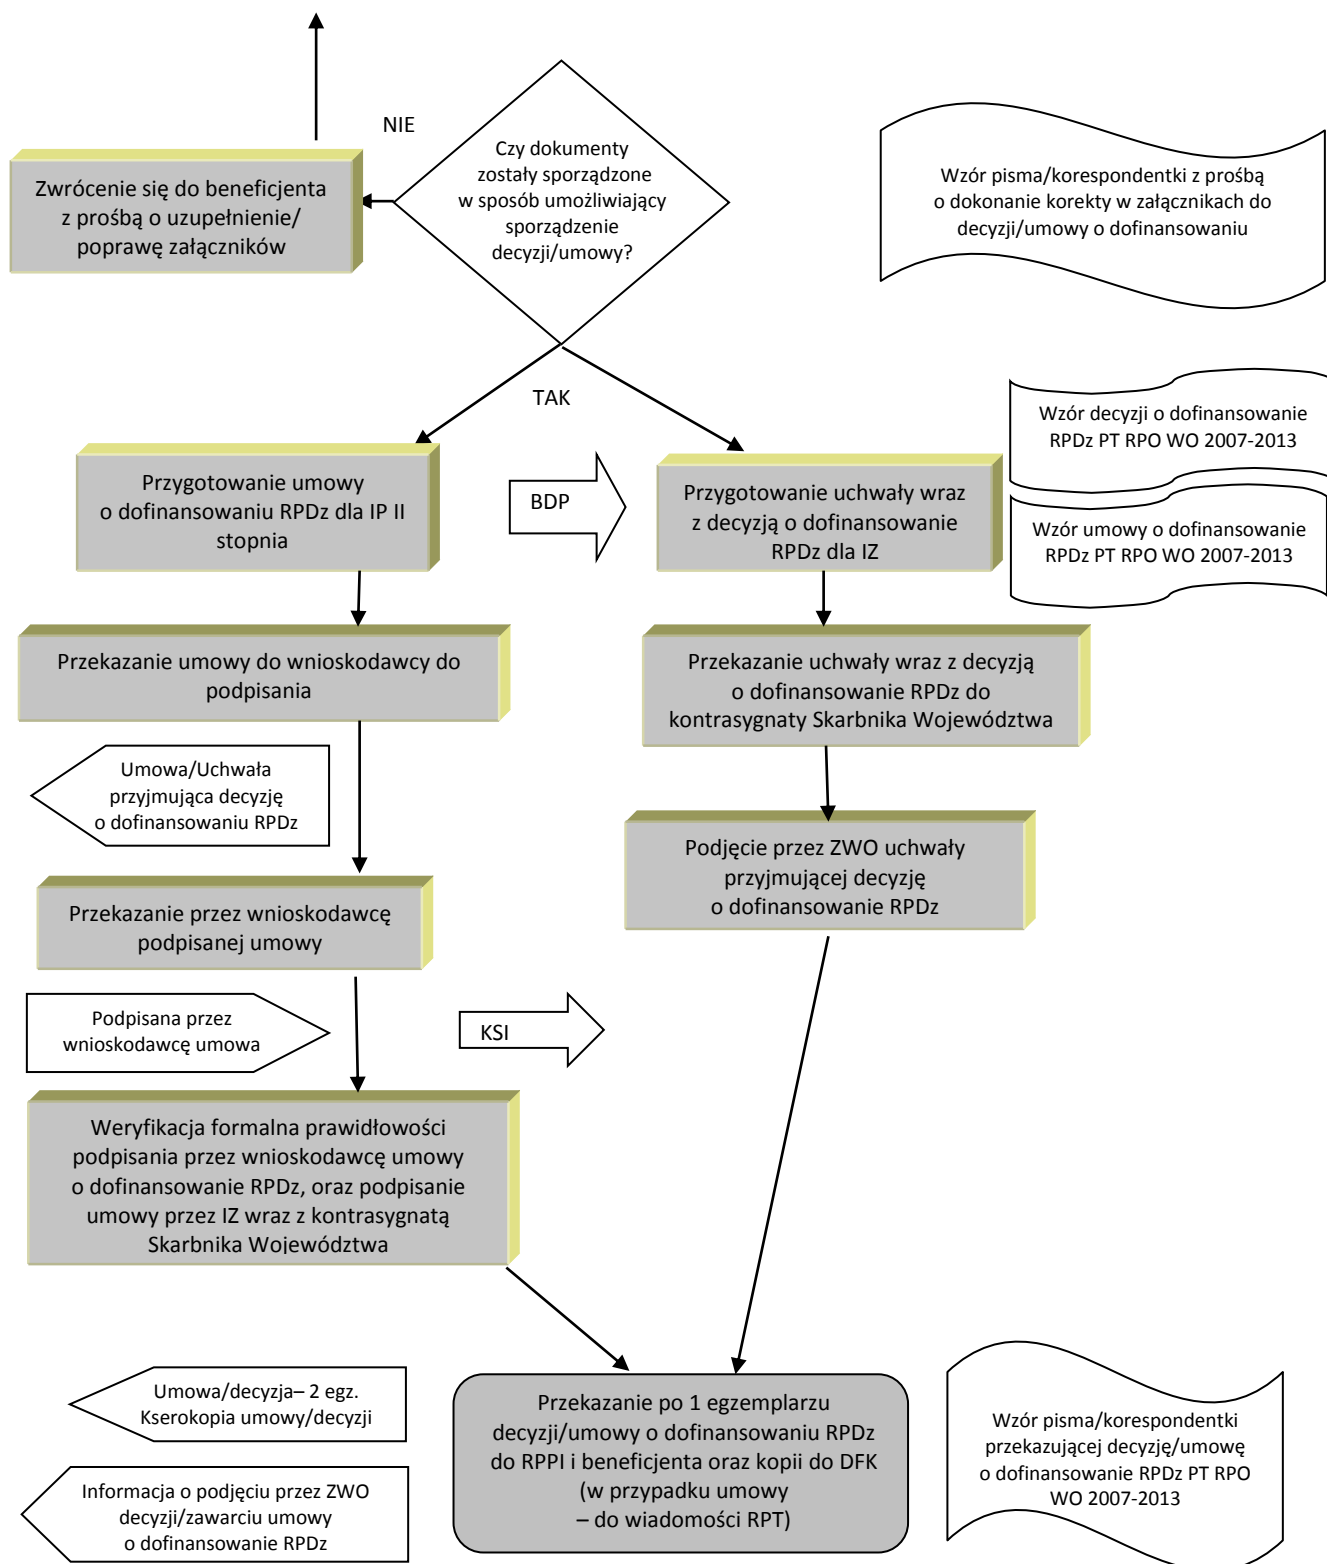 NIE
Czy dokumenty
zostały sporządzone
w sposób umożliwiający
sporządzenie
decyzji/umowy?
Zwrócenie się do beneficjenta
z prośbą o uzupełnienie/
poprawę załączników
Wzór pisma/korespondentki z prośbą
o dokonanie korekty w załącznikach do
decyzji/umowy o dofinansowaniu
TAK
Wzór decyzji o dofinansowanie
RPDz PT RPO WO 2007-2013
Przygotowanie umowy
o dofinansowaniu RPDz dla IP II
stopnia
BDP
Przygotowanie uchwały wraz
z decyzją o dofinansowanie
RPDz dla IZ
Wzór umowy o dofinansowanie
RPDz PT RPO WO 2007-2013
Przekazanie umowy do wnioskodawcy do
podpisania
Przekazanie uchwały wraz z decyzją
o dofinansowanie RPDz do
kontrasygnaty Skarbnika Województwa
Umowa/Uchwała
przyjmująca decyzję
o dofinansowaniu RPDz
Podjęcie przez ZWO uchwały
przyjmującej decyzję
o dofinansowanie RPDz
Przekazanie przez wnioskodawcę
podpisanej umowy
Podpisana przez
wnioskodawcę umowa
KSI
Weryfikacja formalna prawidłowości
podpisania przez wnioskodawcę umowy
o dofinansowanie RPDz, oraz podpisanie
umowy przez IZ wraz z kontrasygnatą
Skarbnika Województwa
Umowa/decyzja– 2 egz.
Kserokopia umowy/decyzji
Przekazanie po 1 egzemplarzu
decyzji/umowy o dofinansowaniu RPDz
do RPPI i beneficjenta oraz kopii do DFK
(w przypadku umowy
– do wiadomości RPT)
Wzór pisma/korespondentki
przekazującej decyzję/umowę
o dofinansowanie RPDz PT RPO
WO 2007-2013
Informacja o podjęciu przez ZWO
decyzji/zawarciu umowy
o dofinansowanie RPDz